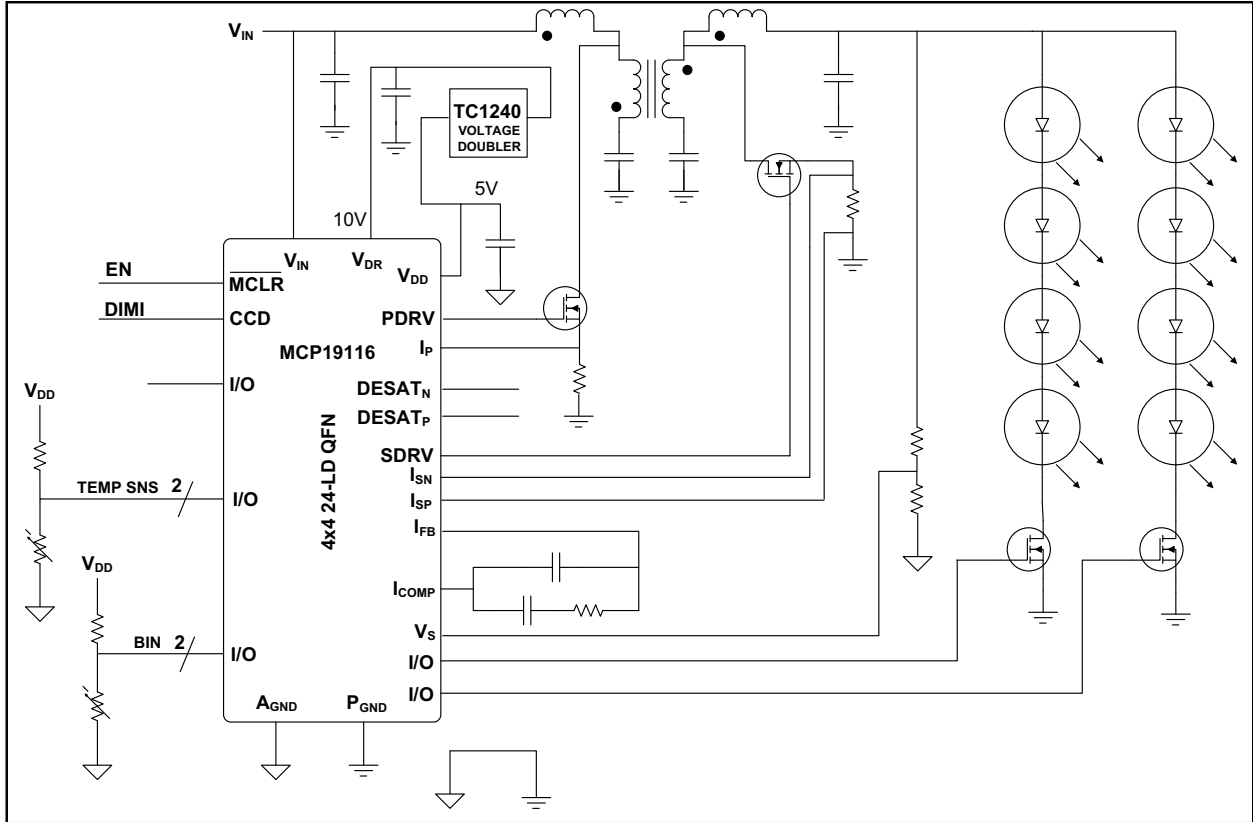 VIN
TC1240
VOLTAGE
DOUBLER
5V
10V
VIN
VDR
VDD
EN
MCLR
DIMI
CCD
PDRV
MCP19116
IP
I/O
VDD
DESATN
DESATP
4x4 24-LD QFN
SDRV
ISN
TEMP SNS 2
I/O
ISP
IFB
VDD
ICOMP
VS
BIN 2
I/O
I/O
I/O
AGND
PGND